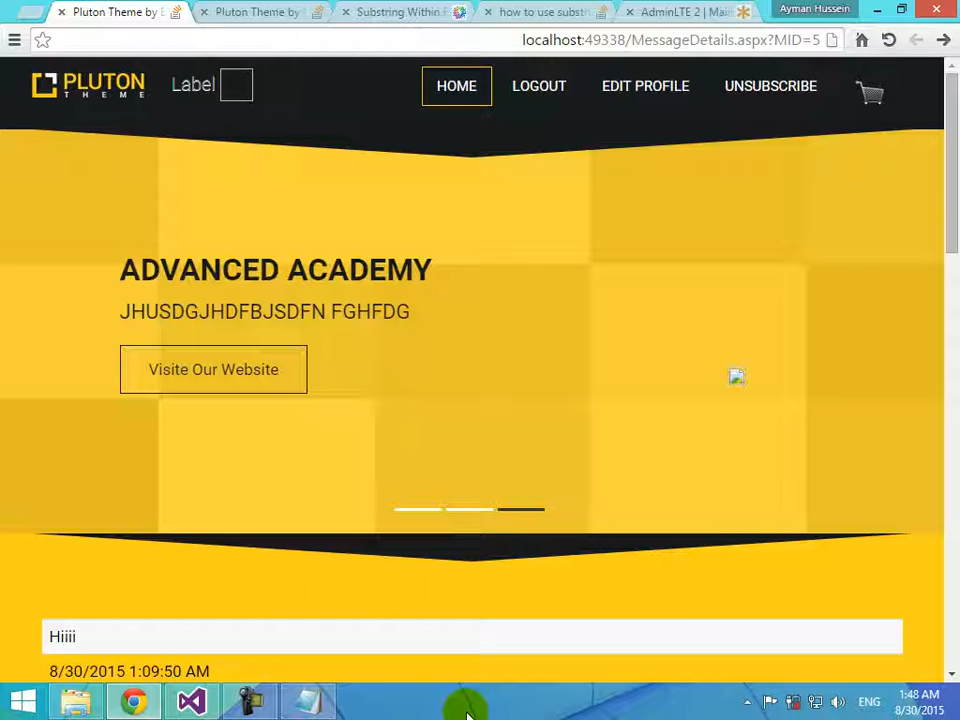 Pluton Theme by
Pluton Theme by
Substring Within
how to use substr
AdminLTE 2 | Mai
Ayman Hussein
localhost:49338/MessageDetails.aspx?MID=5
PLUTON
THEME
Label
HOME
LOGOUT
EDIT PROFILE
UNSUBSCRIBE
ADVANCED ACADEMY
JHUSDGJHDFBJSDFN FGHFDG
Visite Our Website
Hiiii
8/30/2015 1:09:50 AM
ENG
1:48 AM
8/30/2015